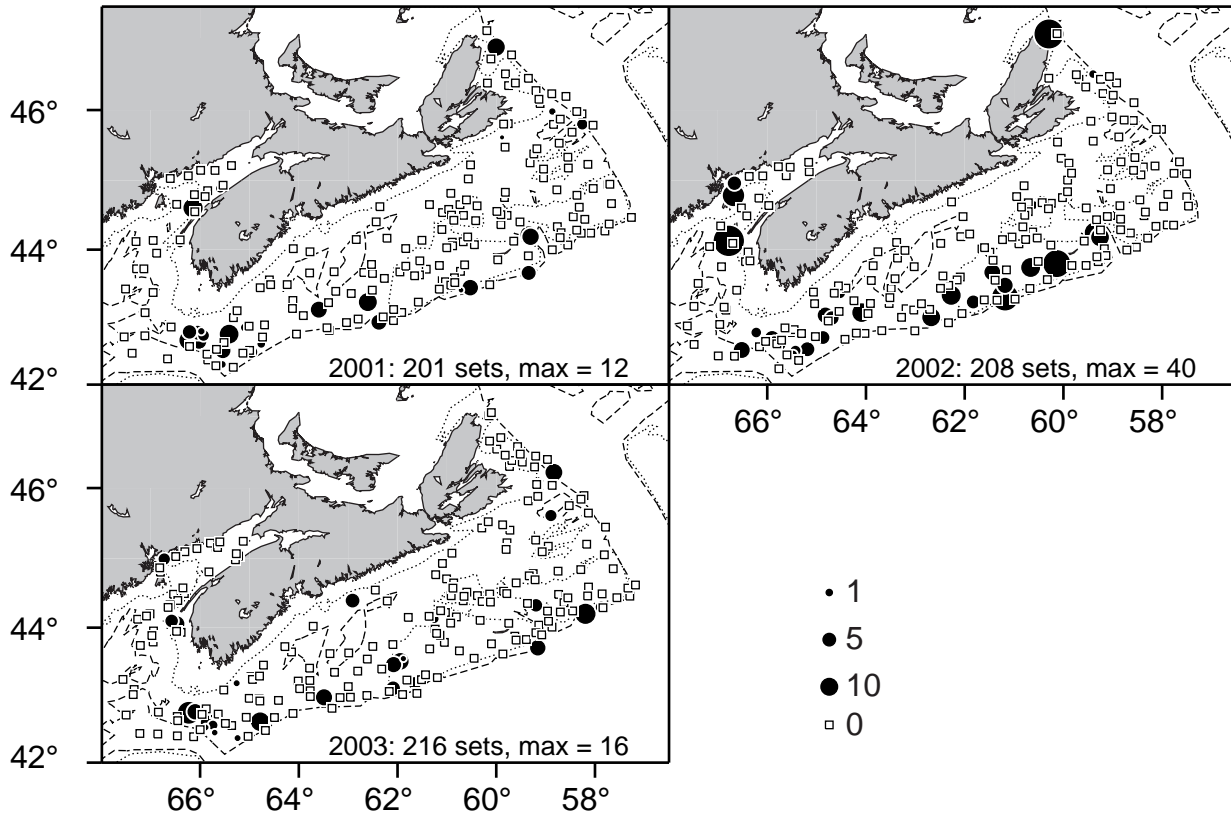 46°
44°
42°
2001: 201 sets, max = 12
2002: 208 sets, max = 40
66° 64° 62° 60° 58°
46°
44°
42°
2003: 216 sets, max = 16
66° 64° 62° 60° 58°
1
5
10
0